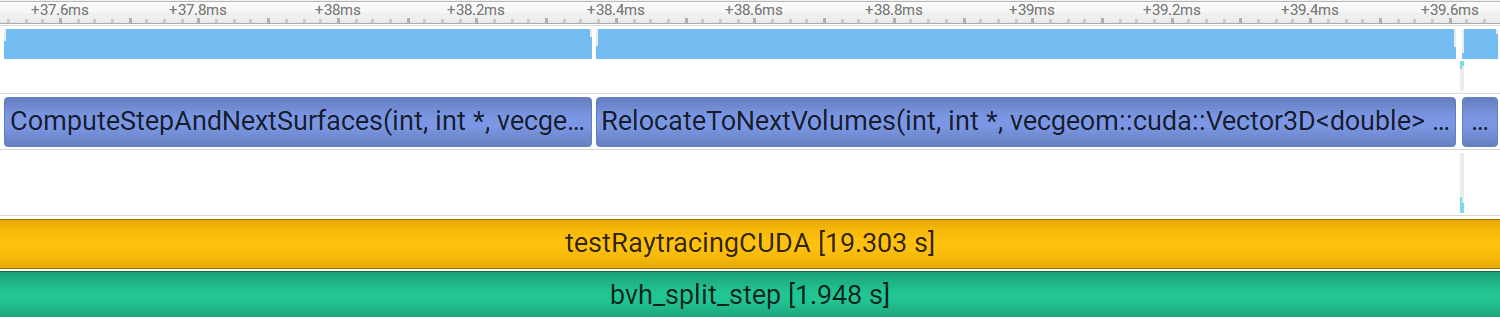 +37.6ms +37.8ms +38ms +38.2ms +38.4ms +38.6ms +38.8ms +39ms +39.2ms +39.4ms +39.6ms
ComputeStepAndNextSurfaces(int, int *, vecge... RelocateToNextVolumes(int, int *, vecgeom::cuda::Vector3D<double> ... ...
testRaytracingCUDA [19.303 s]
bvh_split_step [1.948 s]